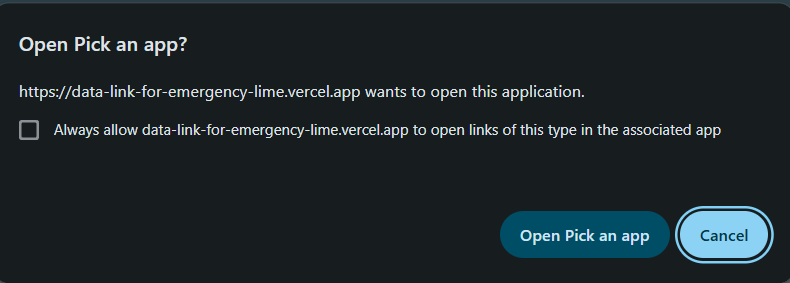 Open Pick an app?
https://data-link-for-emergency-lime.vercel.app wants to open this application.
Always allow data-link-for-emergency-lime.vercel.app to open links of this type in the associated app
Open Pick an app
Cancel